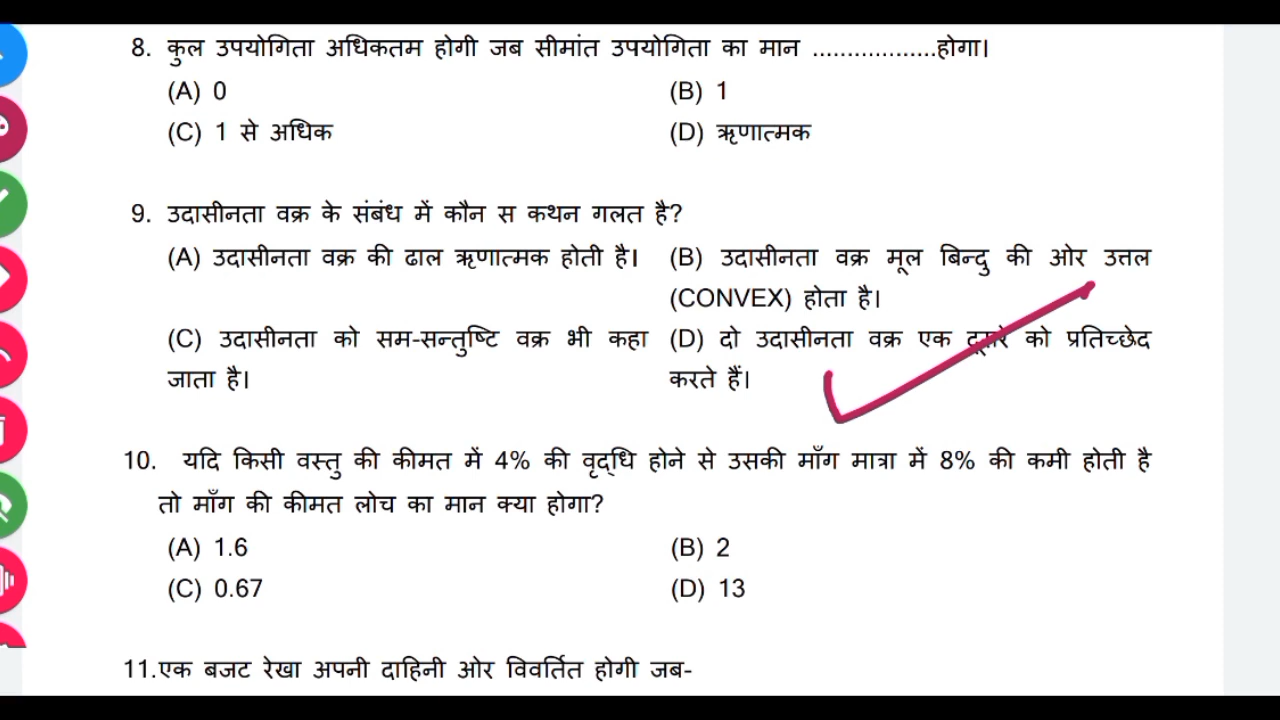 8. कुल उपयोगिता अधिकतम होगी जब सीमांत उपयोगिता का मान ..................होगा।
(A) 0 (B) 1
(C) 1 से अधिक (D) ऋणात्मक
9. उदासीनता वक्र के संबंध में कौन स कथन गलत है?
(A) उदासीनता वक्र की ढाल ऋणात्मक होती है। (B) उदासीनता वक्र मूल बिन्दु की ओर उत्तल
(CONVEX) होता है।
(C) उदासीनता को सम-सन्तुष्टि वक्र भी कहा (D) दो उदासीनता वक्र एक दूसरे को प्रतिच्छेद
जाता है। करते हैं।
10. यदि किसी वस्तु की कीमत में 4% की वृद्धि होने से उसकी माँग मात्रा में 8% की कमी होती है
तो माँग की कीमत लोच का मान क्या होगा?
(A) 1.6 (B) 2
(C) 0.67 (D) 13
11.एक बजट रेखा अपनी दाहिनी ओर विवर्तित होगी जब-